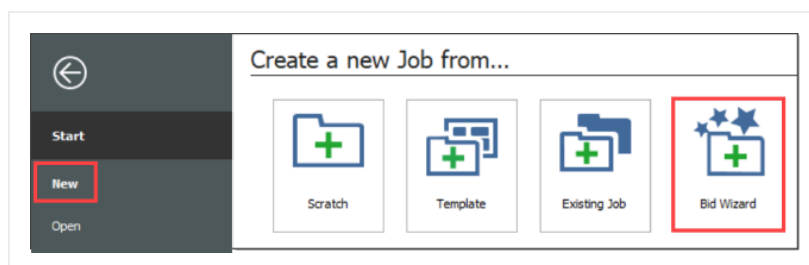 Create a new Job from...
Start
New
Open
Scratch
Template
Existing Job
Bid Wizard